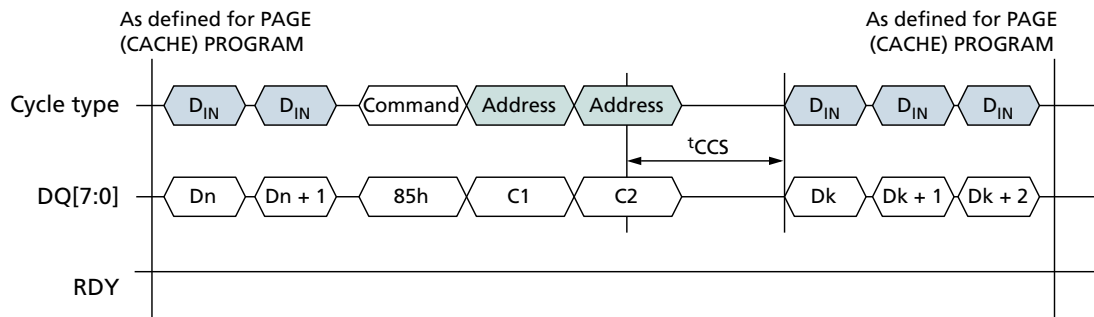 As defined for PAGE
(CACHE) PROGRAM
As defined for PAGE
(CACHE) PROGRAM
Cycle type
DIN
DIN
Command
Address
Address
DIN
DIN
DIN
tCCS
DQ[7:0]
Dn
Dn + 1
85h
C1
C2
Dk
Dk + 1
Dk + 2
RDY